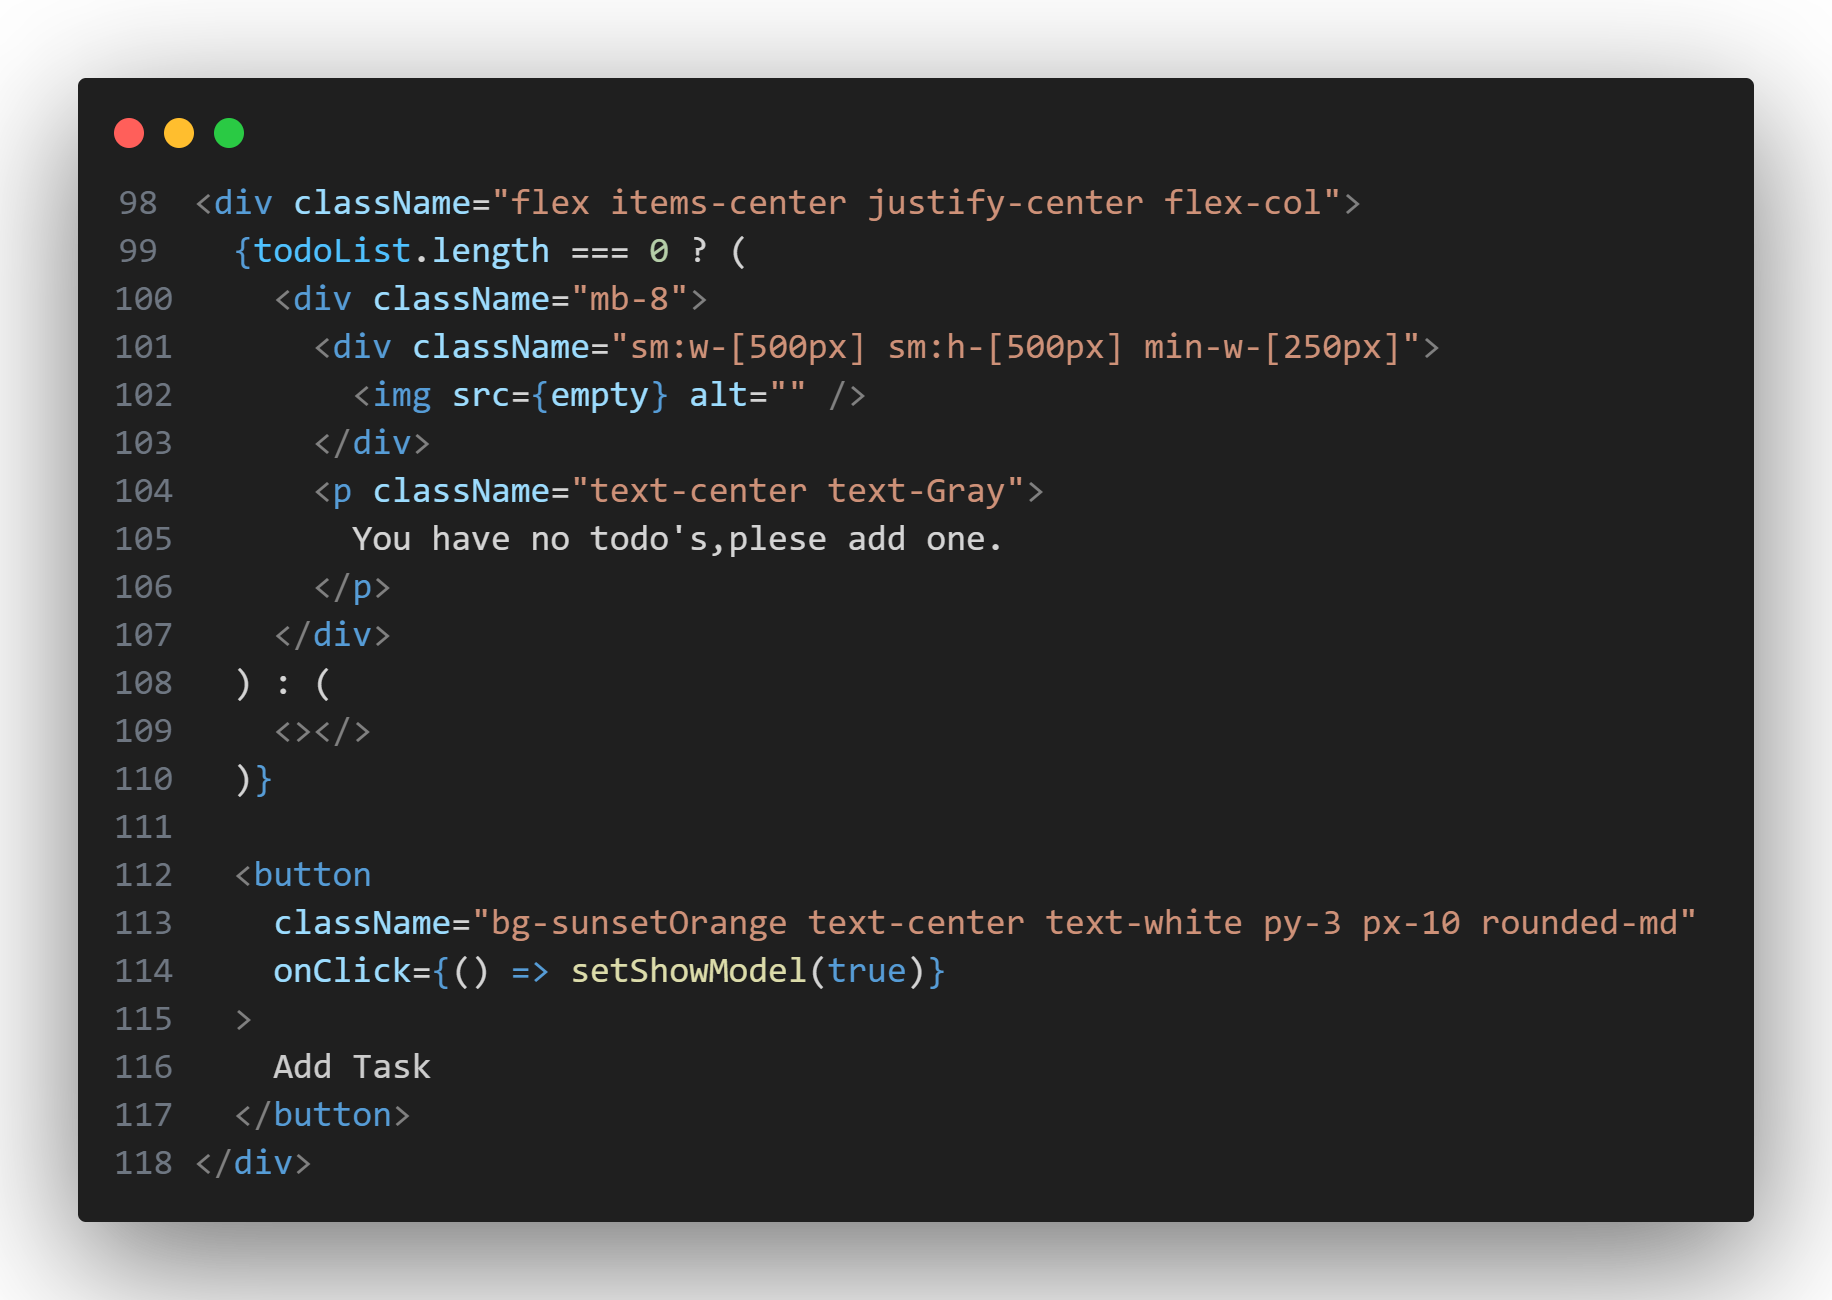 98 <div className="flex items-center justify-center flex-col">
99   {todoList.length === 0 ? (
100     <div className="mb-8">
101       <div className="sm:w-[500px] sm:h-[500px] min-w-[250px]">
102         <img src={empty} alt="" />
103       </div>
104       <p className="text-center text-Gray">
105         You have no todo's,plese add one.
106       </p>
107     </div>
108   ) : (
109     <></>
110   )}
111
112   <button
113     className="bg-sunsetOrange text-center text-white py-3 px-10 rounded-md"
114     onClick={() => setShowModel(true)}
115   >
116     Add Task
117   </button>
118 </div>